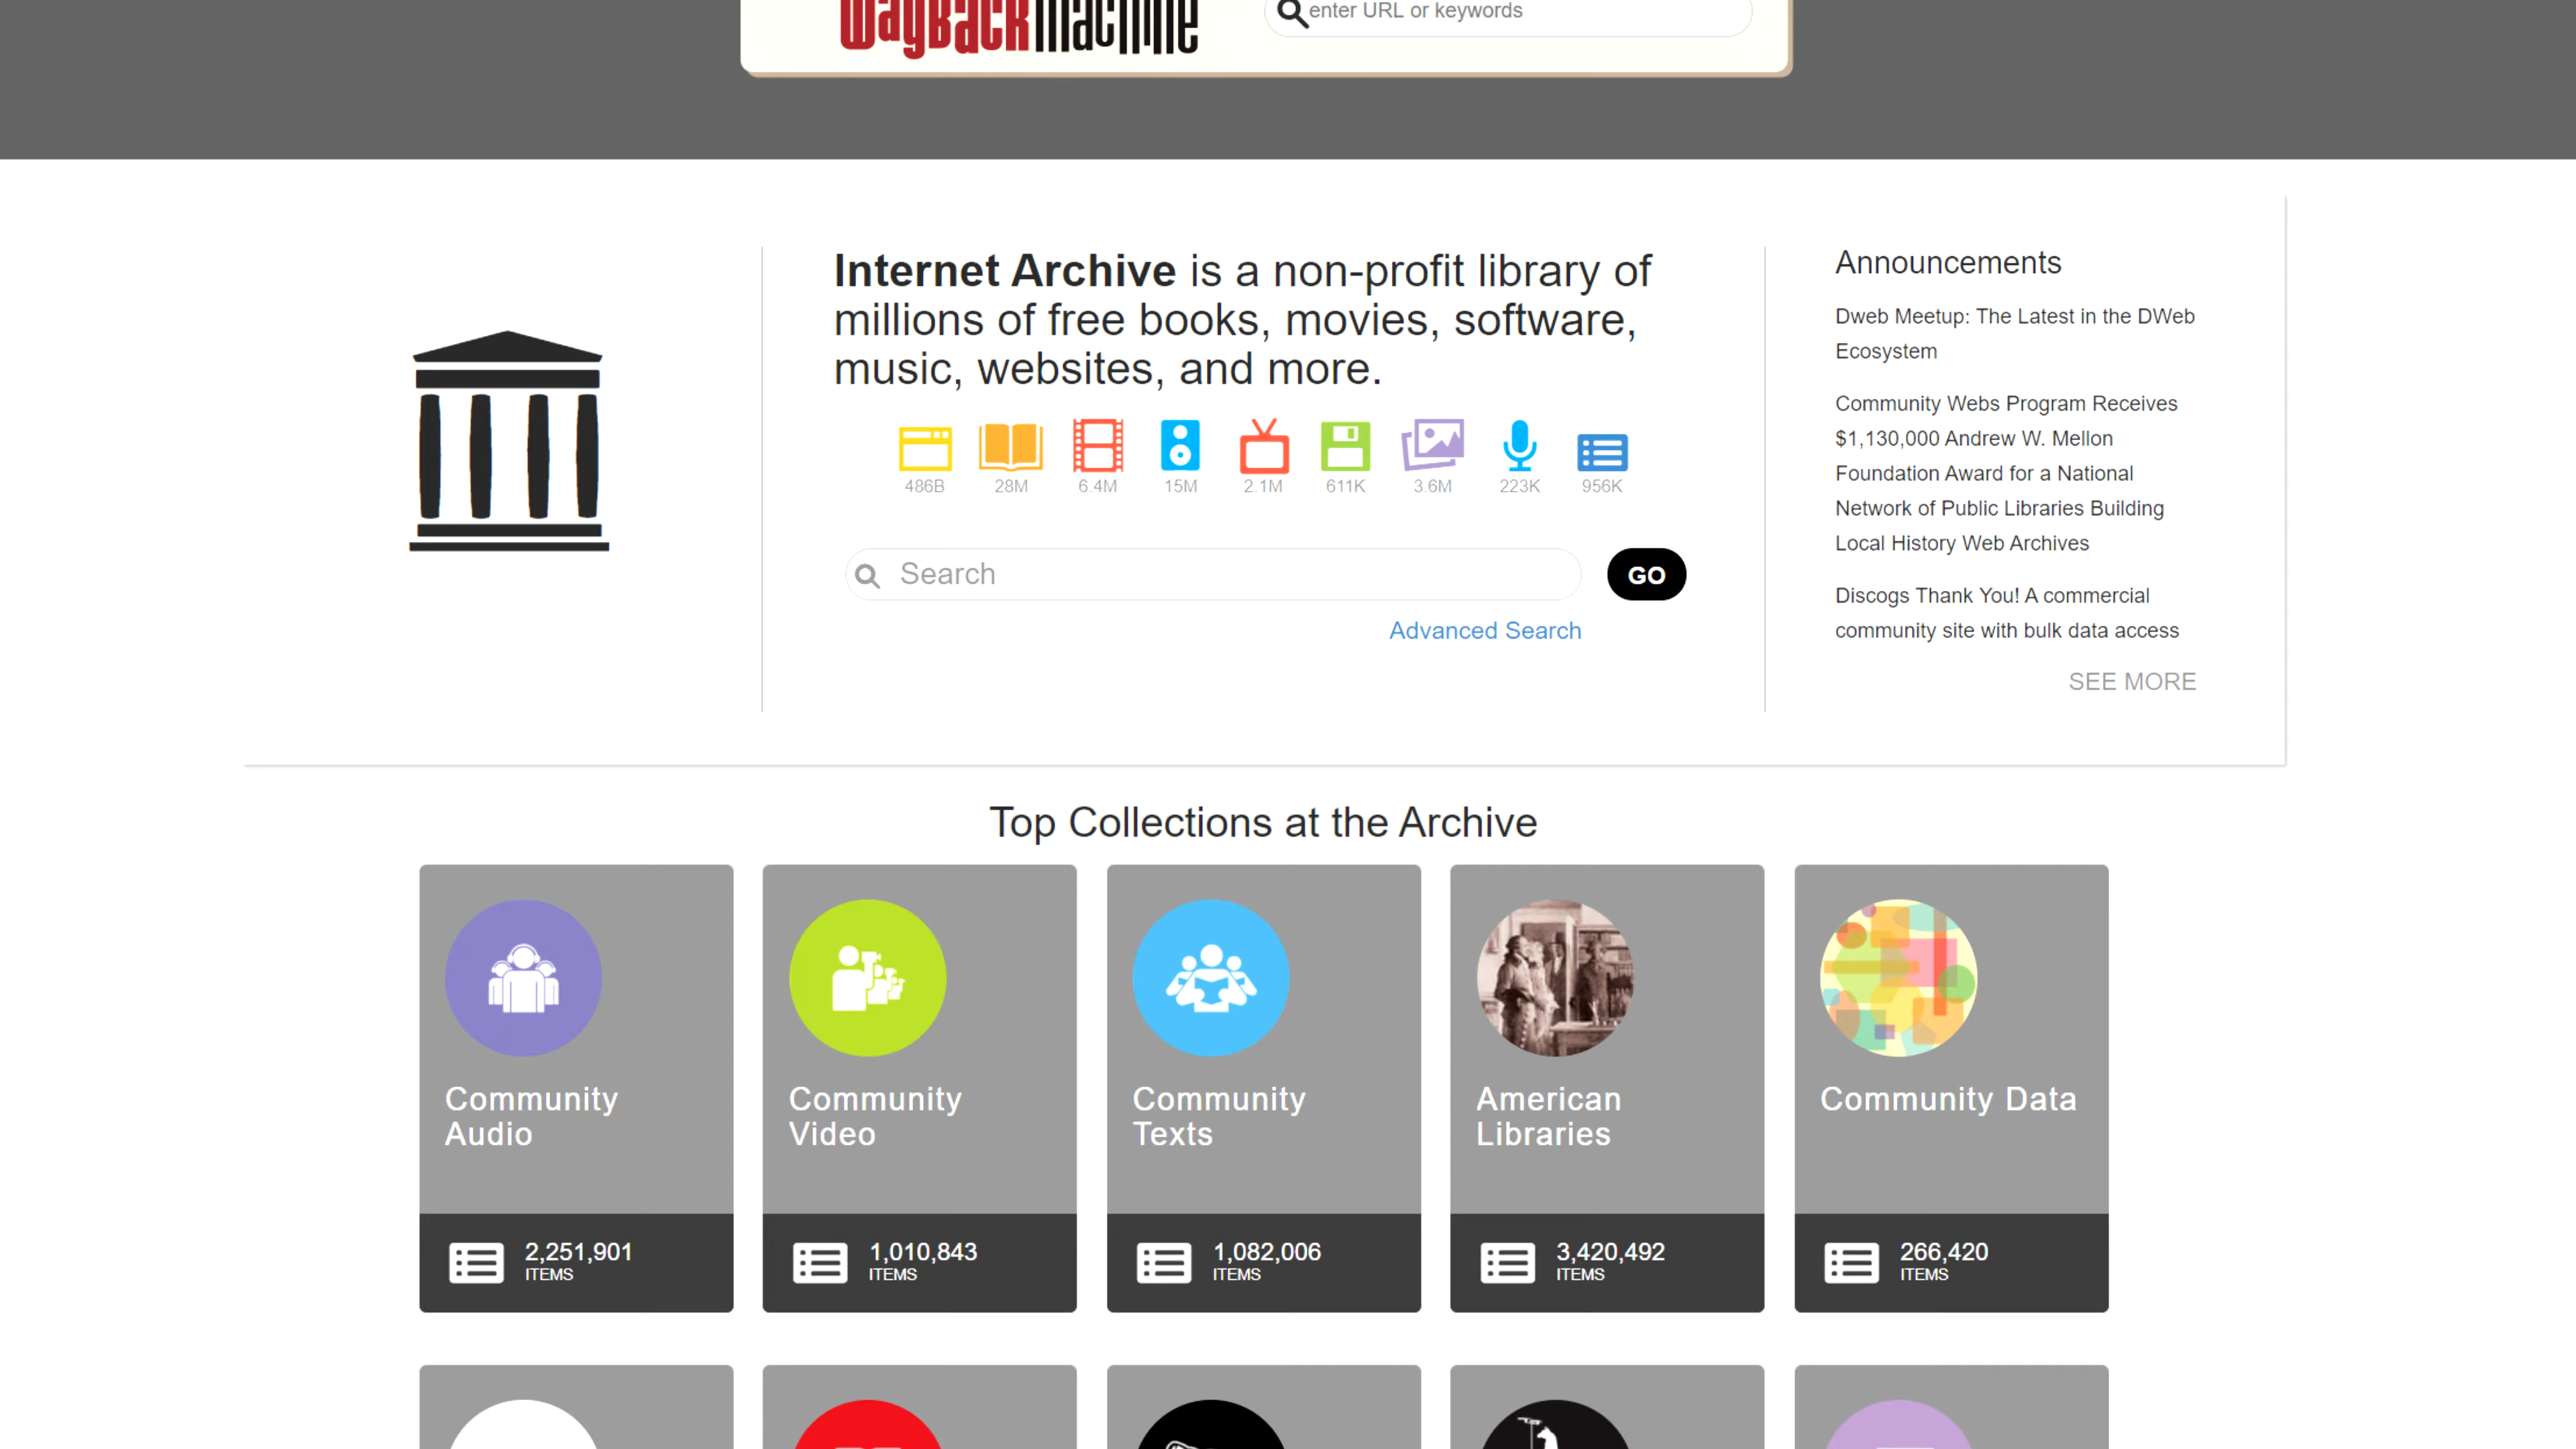 WayBackMachine
enter URL or keywords
Internet Archive is a non-profit library of
millions of free books, movies, software,
music, websites, and more.
486B 28M 6.4M 15M 2.1M 611K 3.6M 223K 956K
Search
GO
Advanced Search
Announcements
Dweb Meetup: The Latest in the DWeb
Ecosystem
Community Webs Program Receives
$1,130,000 Andrew W. Mellon
Foundation Award for a National
Network of Public Libraries Building
Local History Web Archives
Discogs Thank You! A commercial
community site with bulk data access
SEE MORE
Top Collections at the Archive
Community
Audio
2,251,901
ITEMS
Community
Video
1,010,843
ITEMS
Community
Texts
1,082,006
ITEMS
American
Libraries
3,420,492
ITEMS
Community Data
266,420
ITEMS